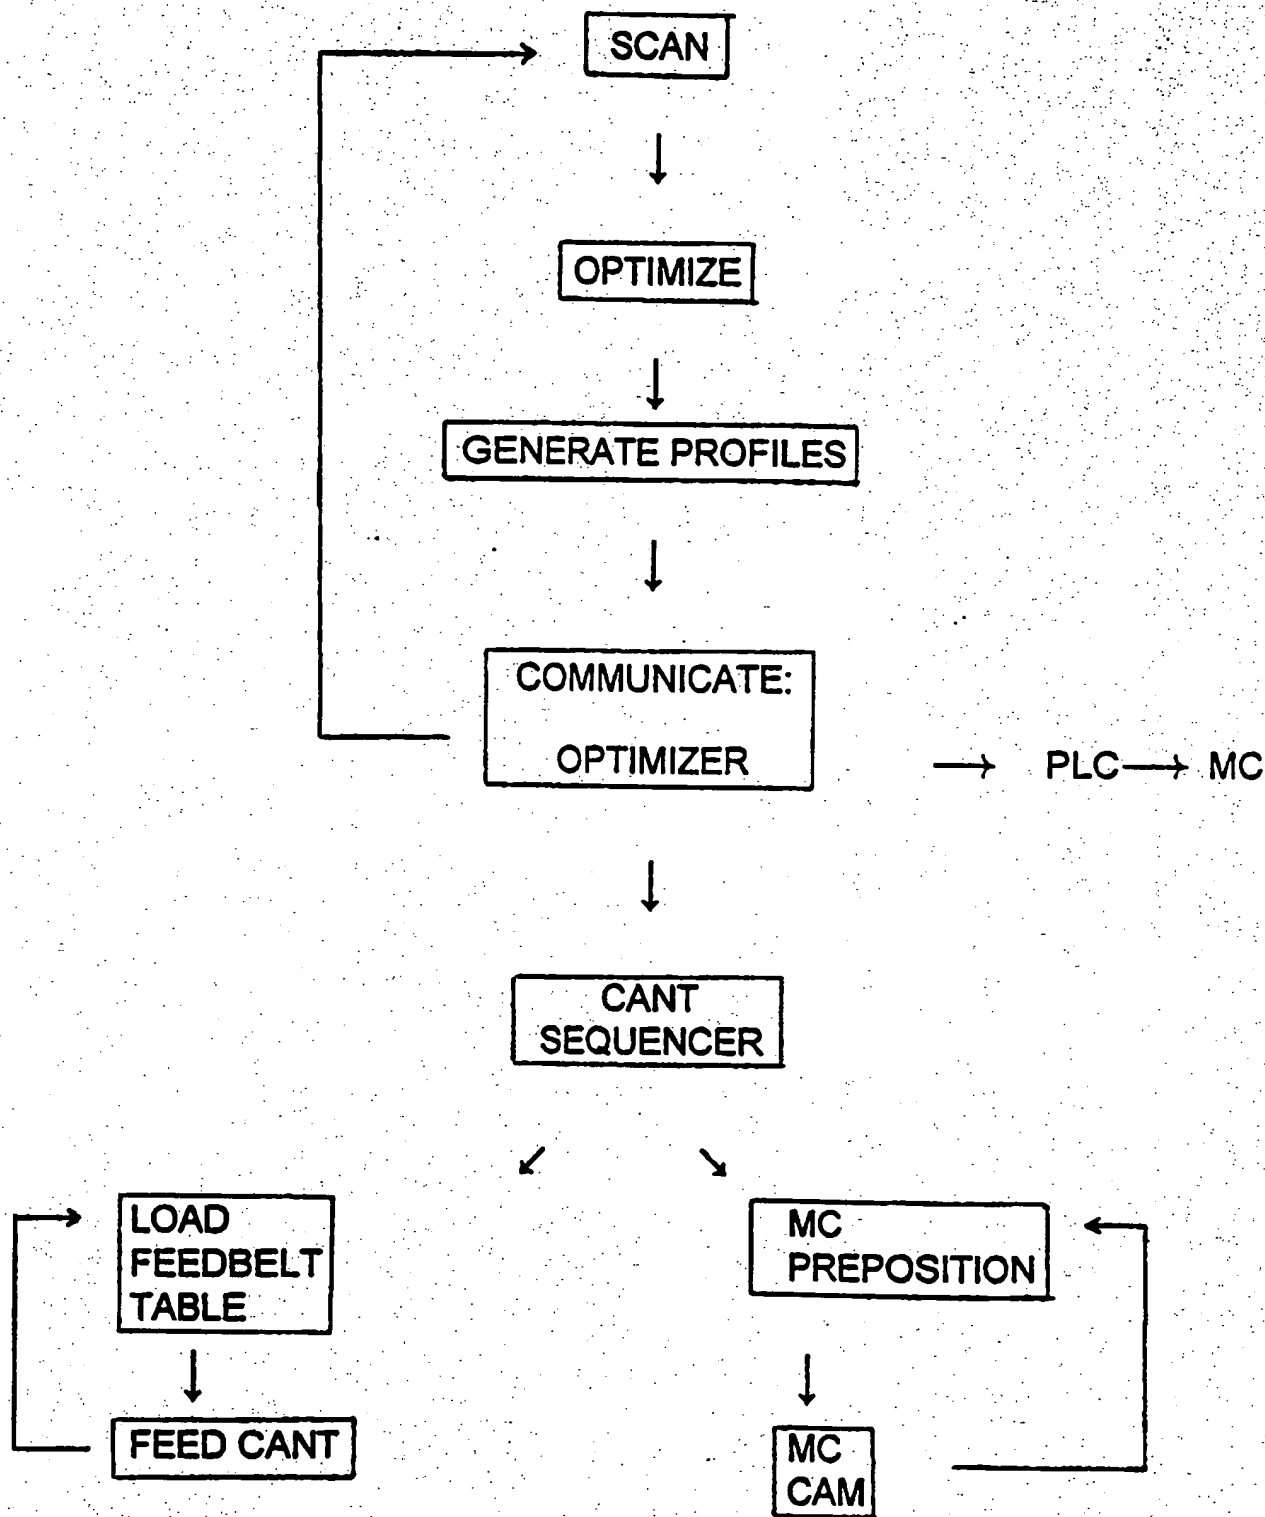 SCAN
OPTIMIZE
GENERATE PROFILES
COMMUNICATE:
OPTIMIZER
PLC MC
CANT
SEQUENCER
LOAD
FEEDBELT
TABLE
FEED CANT
MC
PREPOSITION
MC
CAM